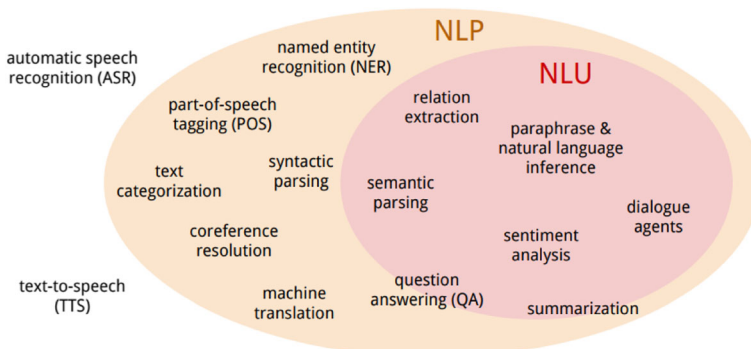 NLP
NLU
automatic speech
recognition (ASR)
named entity
recognition (NER)
relation
extraction
part-of-speech
tagging (POS)
paraphrase &
natural language
inference
text
categorization
syntactic
parsing
semantic
parsing
dialogue
agents
coreference
resolution
sentiment
analysis
text-to-speech
(TTS)
machine
translation
question
answering (QA)
summarization